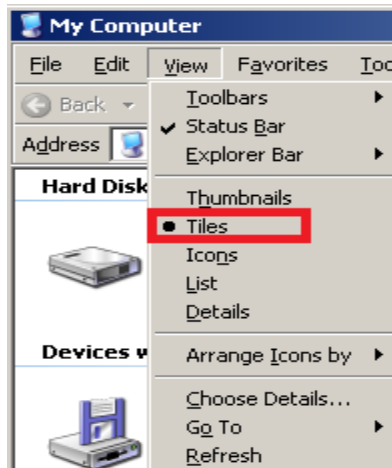 My Computer
File Edit View Favorites
Back
Address
Toolbars
Status Bar
Explorer Bar
Hard Disk
Thumbnails
Tiles
Icons
List
Details
Devices
Arrange Icons by
Choose Details...
Go To
Refresh